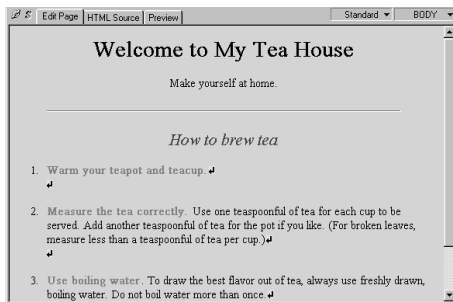 Edit Page HTML Source Preview Standard BODY
Welcome to My Tea House
Make yourself at home.
How to brew tea
1. Warm your teapot and teacup.↵
↵
2. Measure the tea correctly. Use one teaspoonful of tea for each cup to be
served. Add another teaspoonful of tea for the pot if you like. (For broken leaves,
measure less than a teaspoonful of tea per cup.)↵
↵
3. Use boiling water. To draw the best flavor out of tea, always use freshly drawn,
boiling water. Do not boil water more than once.↵